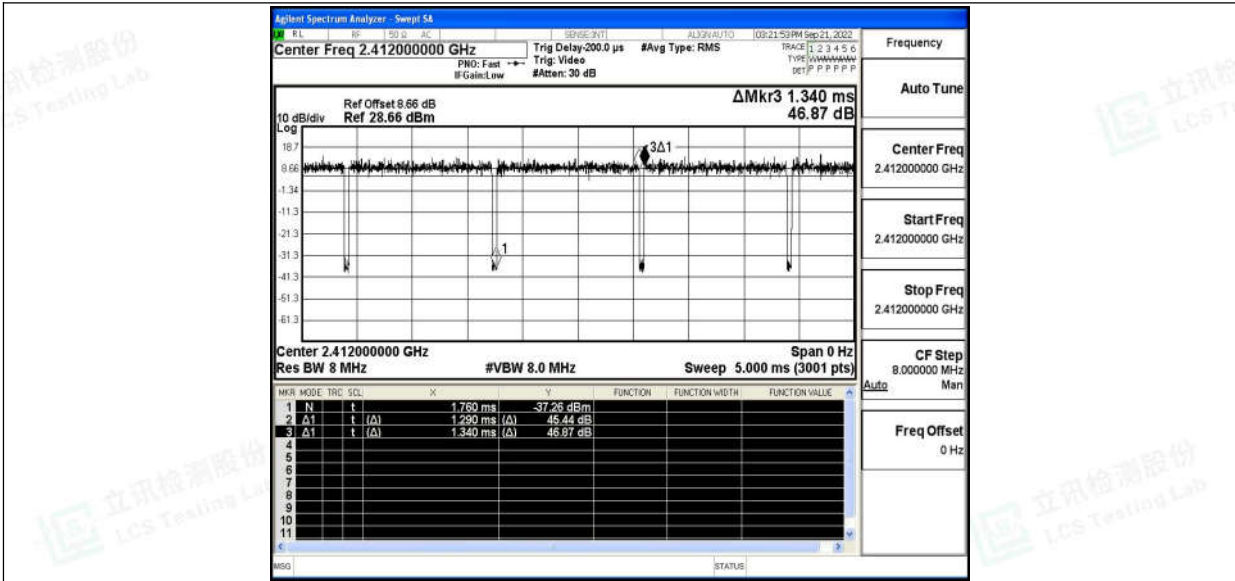 Agilent Spectrum Analyzer - Swept SA
RL RF 50 Ω AC SENSE:INT ALIGN AUTO 03:21:53 PM Sep 21, 2022
Center Freq 2.412000000 GHz
PNO: Fast
IFGain:Low
Trig Delay-200.0 µs
Trig: Video
#Atten: 30 dB
#Avg Type: RMS
TRACE 1 2 3 4 5 6
TYPE
DET P P P P P P
ΔMkr3 1.340 ms
46.87 dB
Ref Offset 8.66 dB
10 dB/div Ref 28.66 dBm
Log
18.7
8.66
-1.34
-11.3
-21.3
-31.3
-41.3
-51.3
-61.3
3Δ1
1
Center 2.412000000 GHz Span 0 Hz
Res BW 8 MHz #VBW 8.0 MHz Sweep 5.000 ms (3001 pts)
MKR MODE TRC SCL X Y FUNCTION FUNCTION WIDTH FUNCTION VALUE
1 N t 1.760 ms -37.26 dBm
2 Δ1 t (Δ) 1.290 ms (Δ) 45.44 dB
3 Δ1 t (Δ) 1.340 ms (Δ) 46.87 dB
4
5
6
7
8
9
10
11
MSG STATUS
Frequency
Auto Tune
Center Freq
2.412000000 GHz
Start Freq
2.412000000 GHz
Stop Freq
2.412000000 GHz
CF Step
8.000000 MHz
Auto Man
Freq Offset
0 Hz
立讯检测股份
LCS Testing Lab
立讯检测股份
LCS Testing Lab